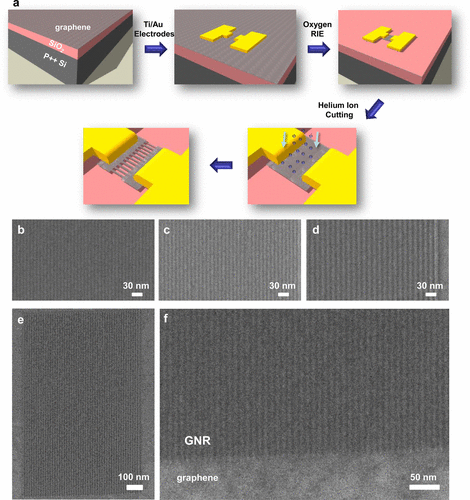 a
graphene
SiO₂
P++ Si
Ti/Au
Electrodes
Oxygen
RIE
Helium Ion
Cutting
b
30 nm
c
30 nm
d
30 nm
e
100 nm
f
GNR
graphene
50 nm